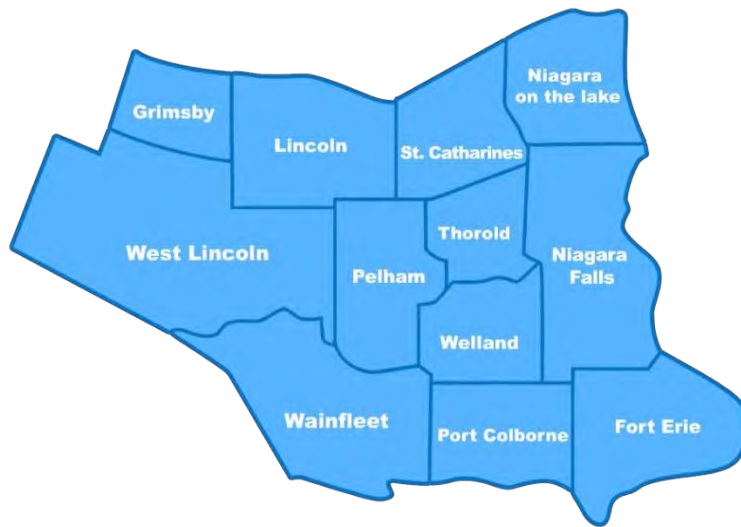 Niagara
on the lake
Grimsby
Lincoln
St. Catharines
Thorold
West Lincoln
Niagara
Falls
Pelham
Welland
Wainfleet
Port Colborne
Fort Erie